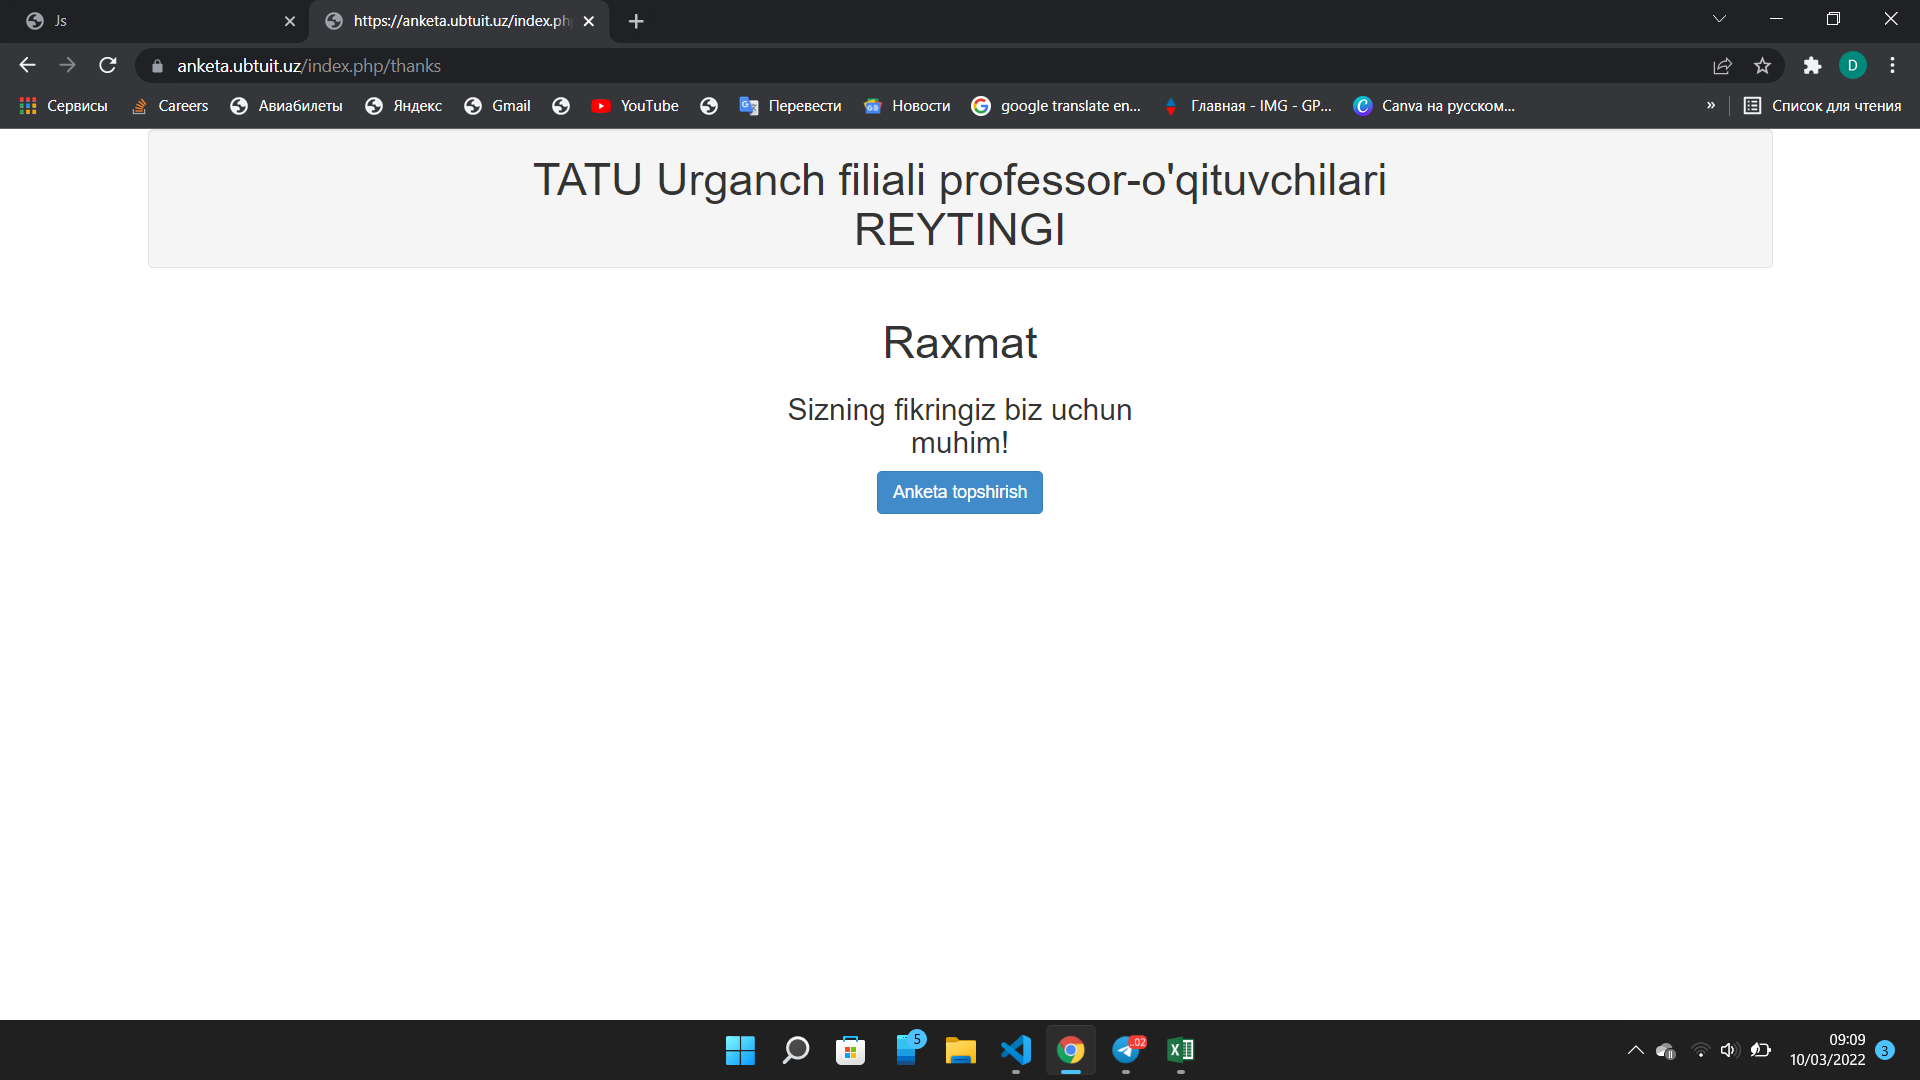 Js
https://anketa.ubtuit.uz/index.ph
anketa.ubtuit.uz/index.php/thanks
D
Сервисы
Careers
Авиабилеты
Яндекс
Gmail
YouTube
Перевести
Новости
google translate en...
Главная - IMG - GP...
Canva на русском...
»
Список для чтения
TATU Urganch filiali professor-o'qituvchilari
REYTINGI
Raxmat
Sizning fikringiz biz uchun
muhim!
Anketa topshirish
5
..02
09:09
10/03/2022
3